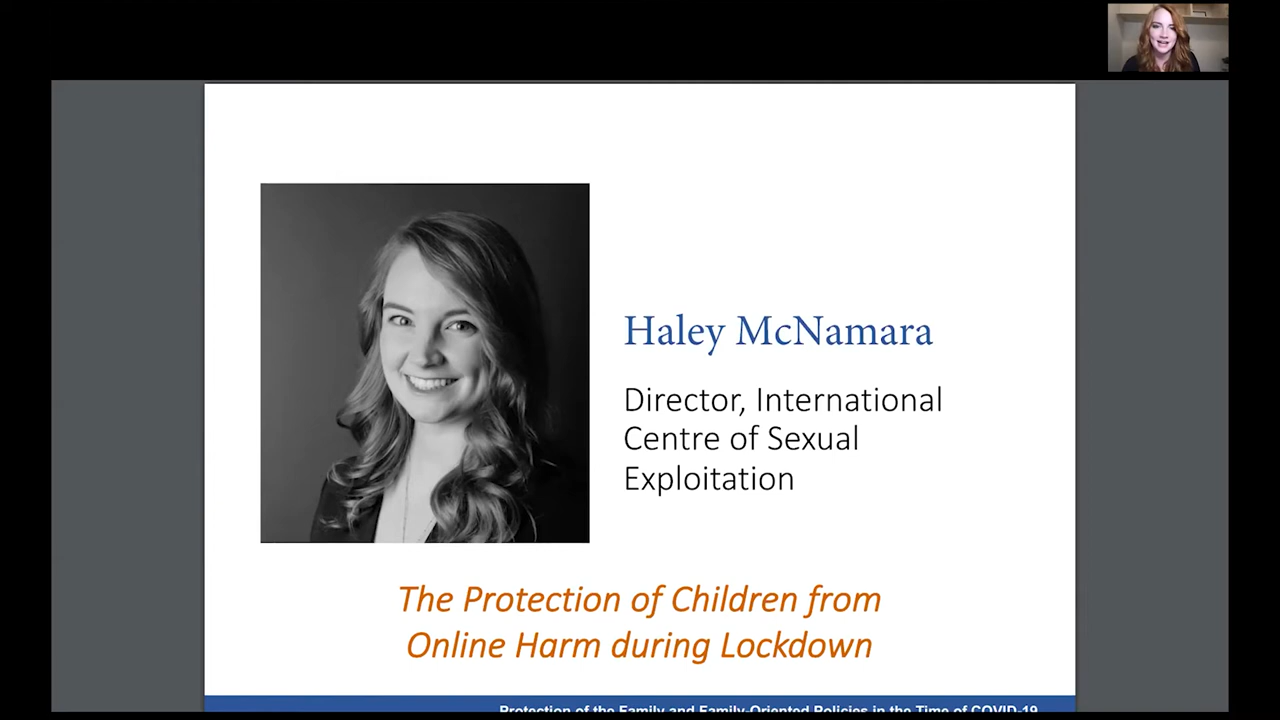 Haley McNamara
Director, International
Centre of Sexual
Exploitation
The Protection of Children from
Online Harm during Lockdown
Protection of the Family and Family-Oriented Policies in the Time of COVID-19